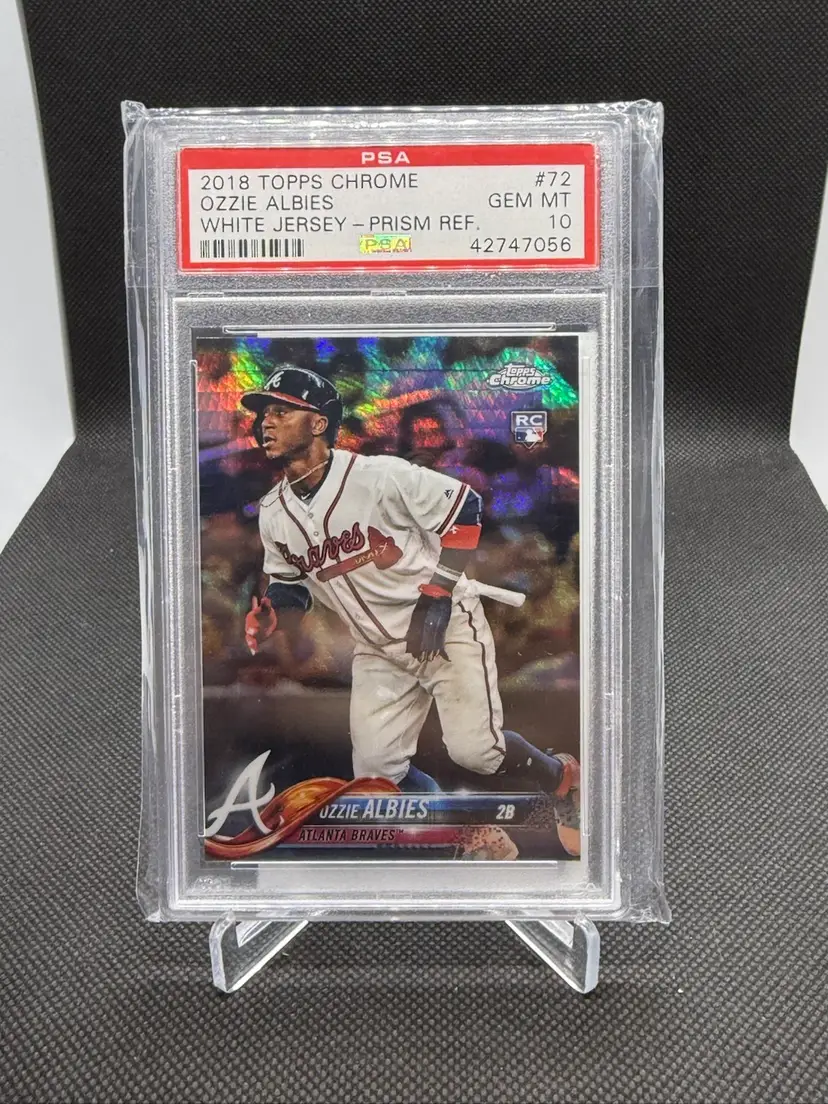 PSA
2018 TOPPS CHROME #72
OZZIE ALBIES GEM MT
WHITE JERSEY – PRISM REF. 10
PSA 42747056
Topps
Chrome
RC
Braves
A
OZZIE ALBIES 2B
ATLANTA BRAVES™